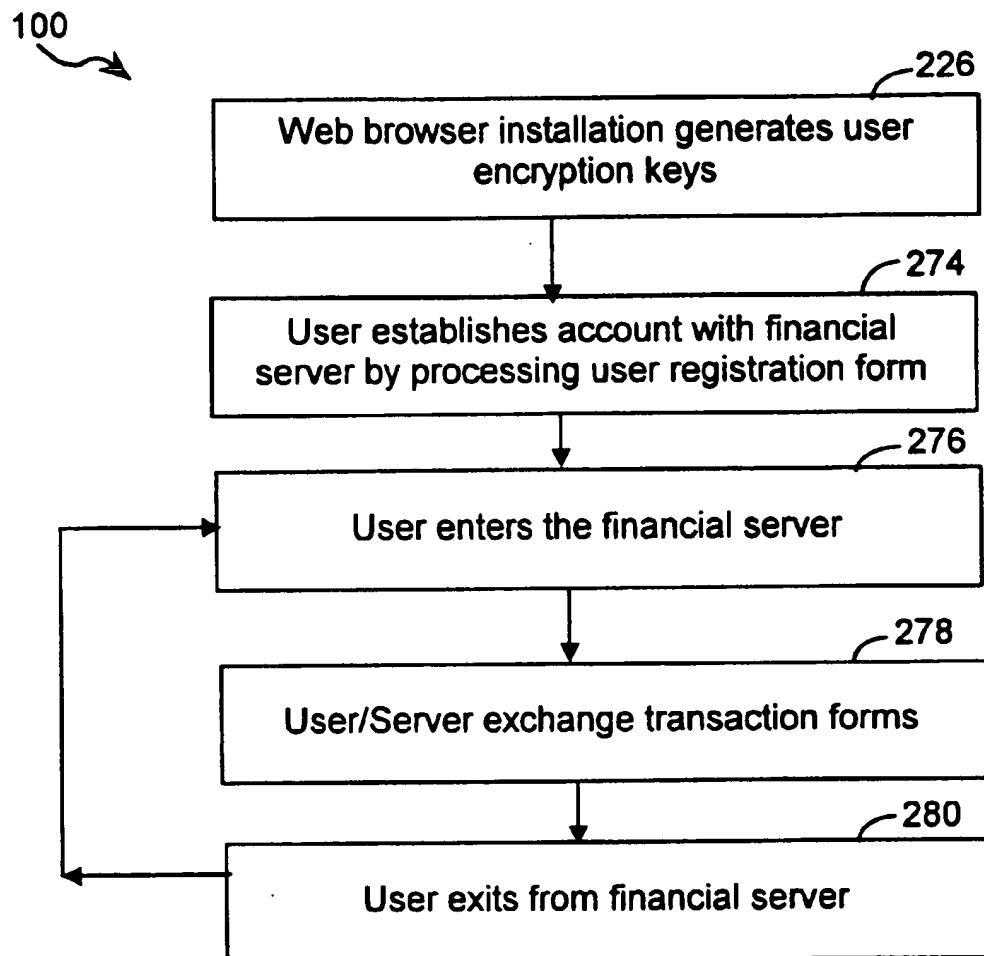 100
226
Web browser installation generates user
encryption keys
274
User establishes account with financial
server by processing user registration form
276
User enters the financial server
278
User/Server exchange transaction forms
280
User exits from financial server